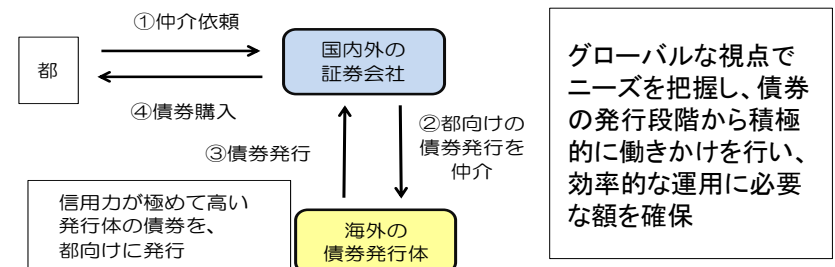 ①仲介依頼
都
国内外の
証券会社
④債券購入
②都向けの
債券発行を
仲介
③債券発行
信用力が極めて高い
発行体の債券を、
都向けに発行
海外の
債券発行体
グローバルな視点で
ニーズを把握し、債券
の発行段階から積極
的に働きかけを行い、
効率的な運用に必要
な額を確保